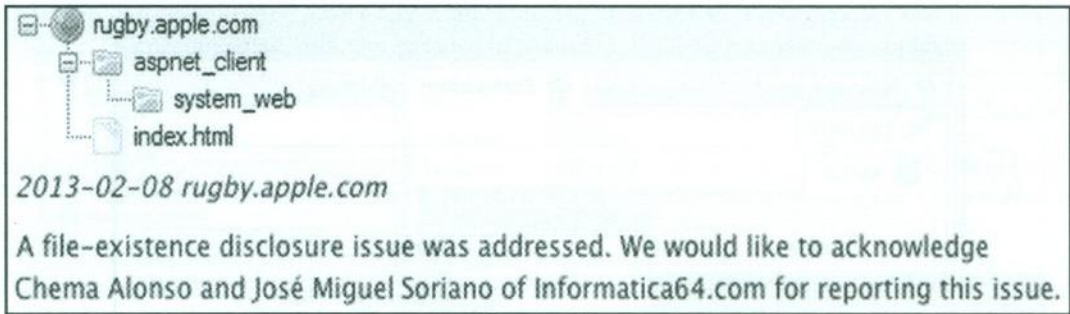 rugby.apple.com
aspnet_client
system_web
index.html
2013-02-08 rugby.apple.com
A file-existence disclosure issue was addressed. We would like to acknowledge
Chema Alonso and José Miguel Soriano of Informatica64.com for reporting this issue.